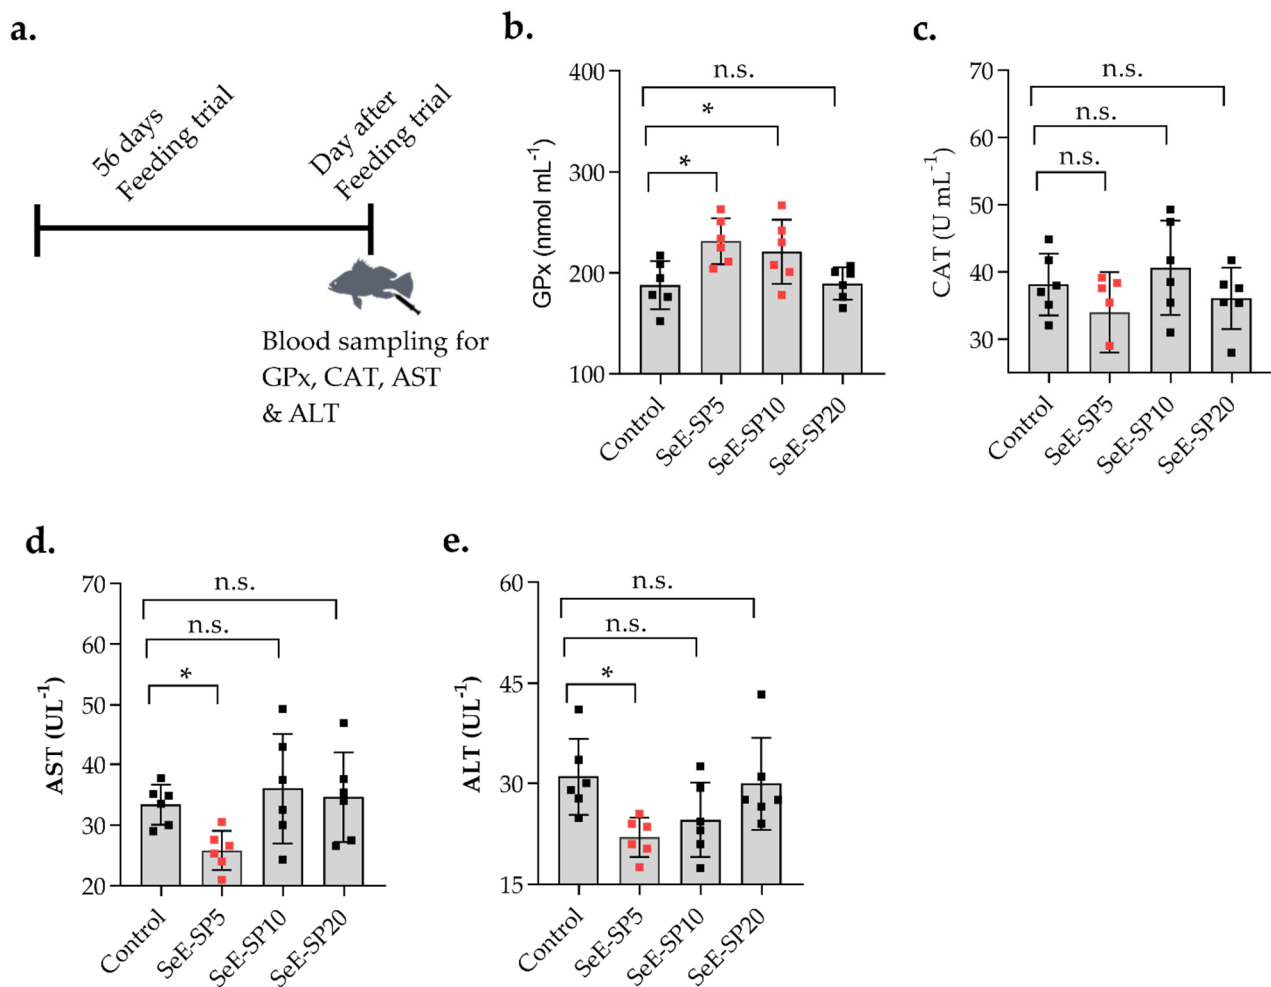 a.
56 days
Feeding trial
Day after
Feeding trial
Blood sampling for
GPx, CAT, AST
& ALT
b.
GPx (nmol mL⁻¹)
400
300
200
100
n.s.
*
*
Control
SeE-SP5
SeE-SP10
SeE-SP20
c.
CAT (U mL⁻¹)
70
60
50
40
30
n.s.
n.s.
n.s.
Control
SeE-SP5
SeE-SP10
SeE-SP20
d.
AST (UL⁻¹)
70
60
50
40
30
20
n.s.
n.s.
*
Control
SeE-SP5
SeE-SP10
SeE-SP20
e.
ALT (UL⁻¹)
60
45
30
15
n.s.
n.s.
*
Control
SeE-SP5
SeE-SP10
SeE-SP20